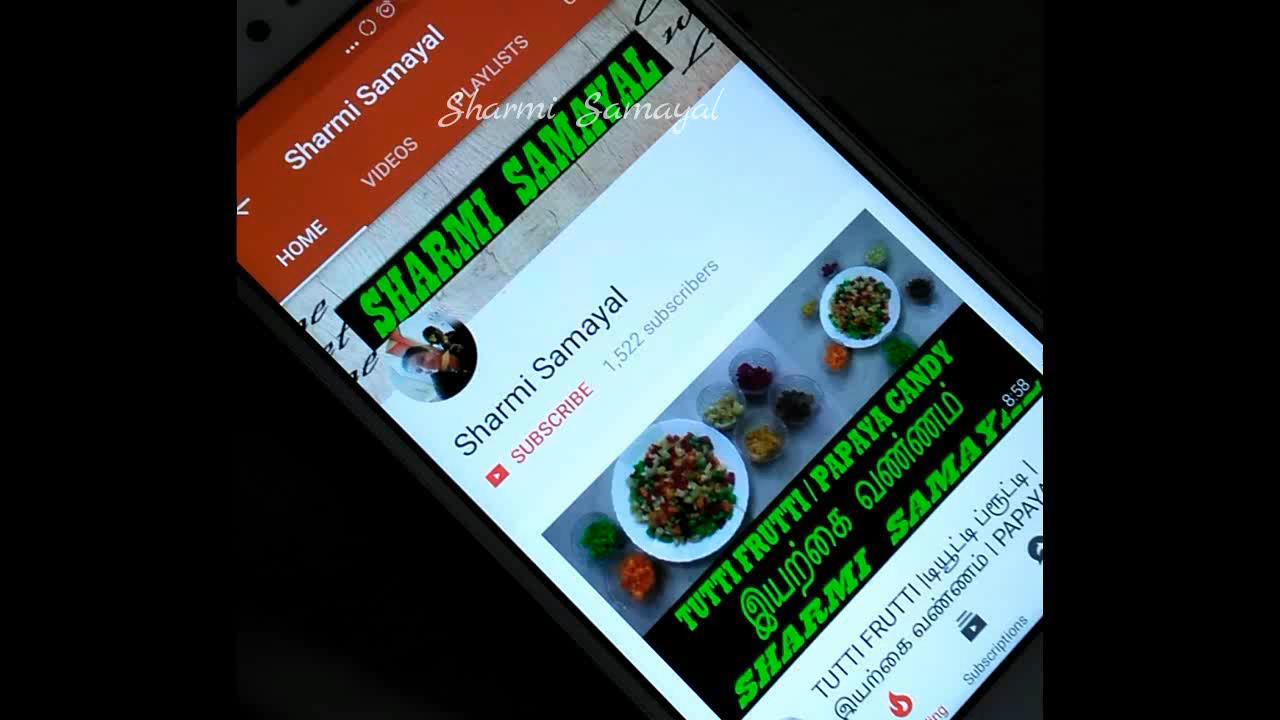 Sharmi Samayal
HOME VIDEOS PLAYLISTS
Sharmi Samayal
SHARMI SAMAYAL
Sharmi Samayal
SUBSCRIBE 1,522 subscribers
TUTTI FRUTTI / PAPAYA CANDY
இயற்கை வண்ணம்
SHARMI SAMAYAL
8:58
TUTTI FRUTTI |டியூட்டி ப்ரூட்டி |
இயற்கை வண்ணம் | PAPAYA
Subscriptions